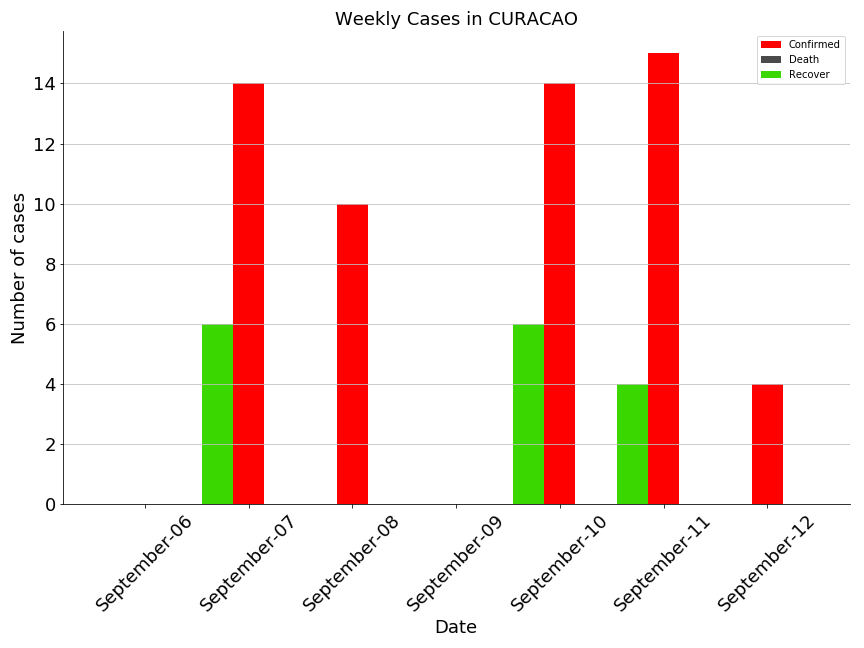 Weekly Cases in CURACAO
Confirmed
Death
Recover
Number of cases
14
12
10
8
6
4
2
0
September-06
September-07
September-08
September-09
September-10
September-11
September-12
Date